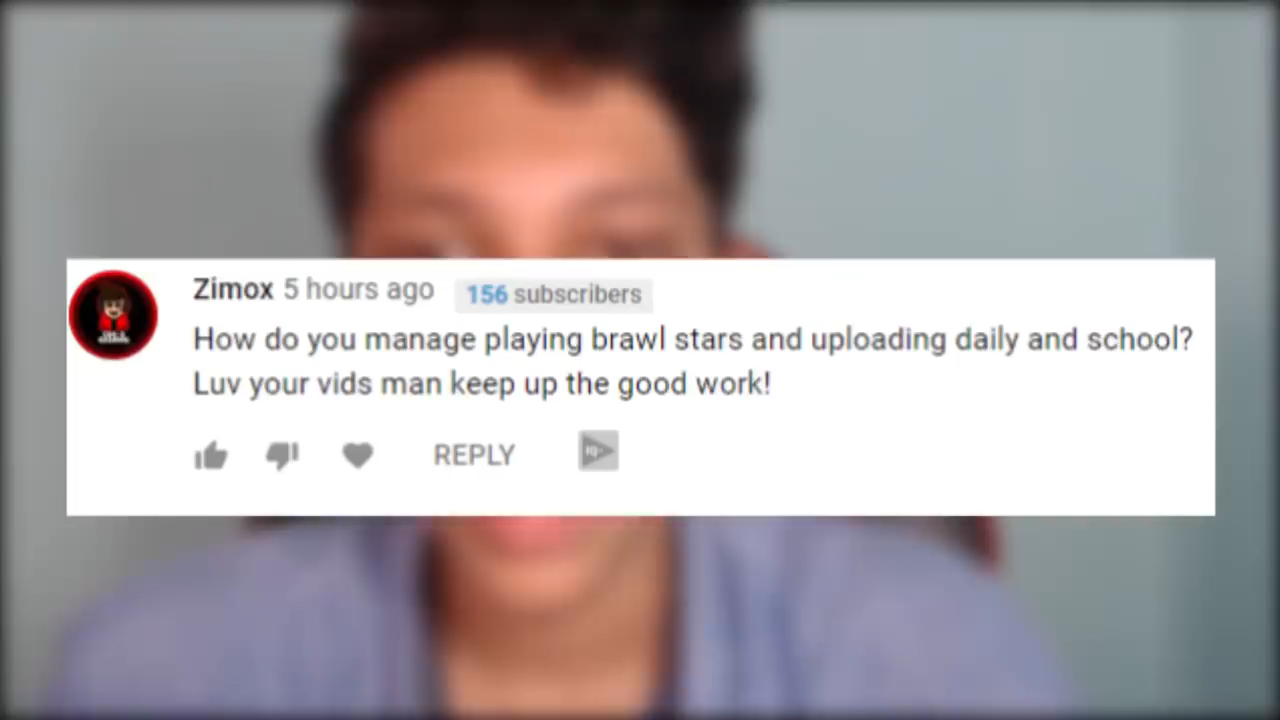 Zimox 5 hours ago 156 subscribers
How do you manage playing brawl stars and uploading daily and school?
Luv your vids man keep up the good work!
REPLY